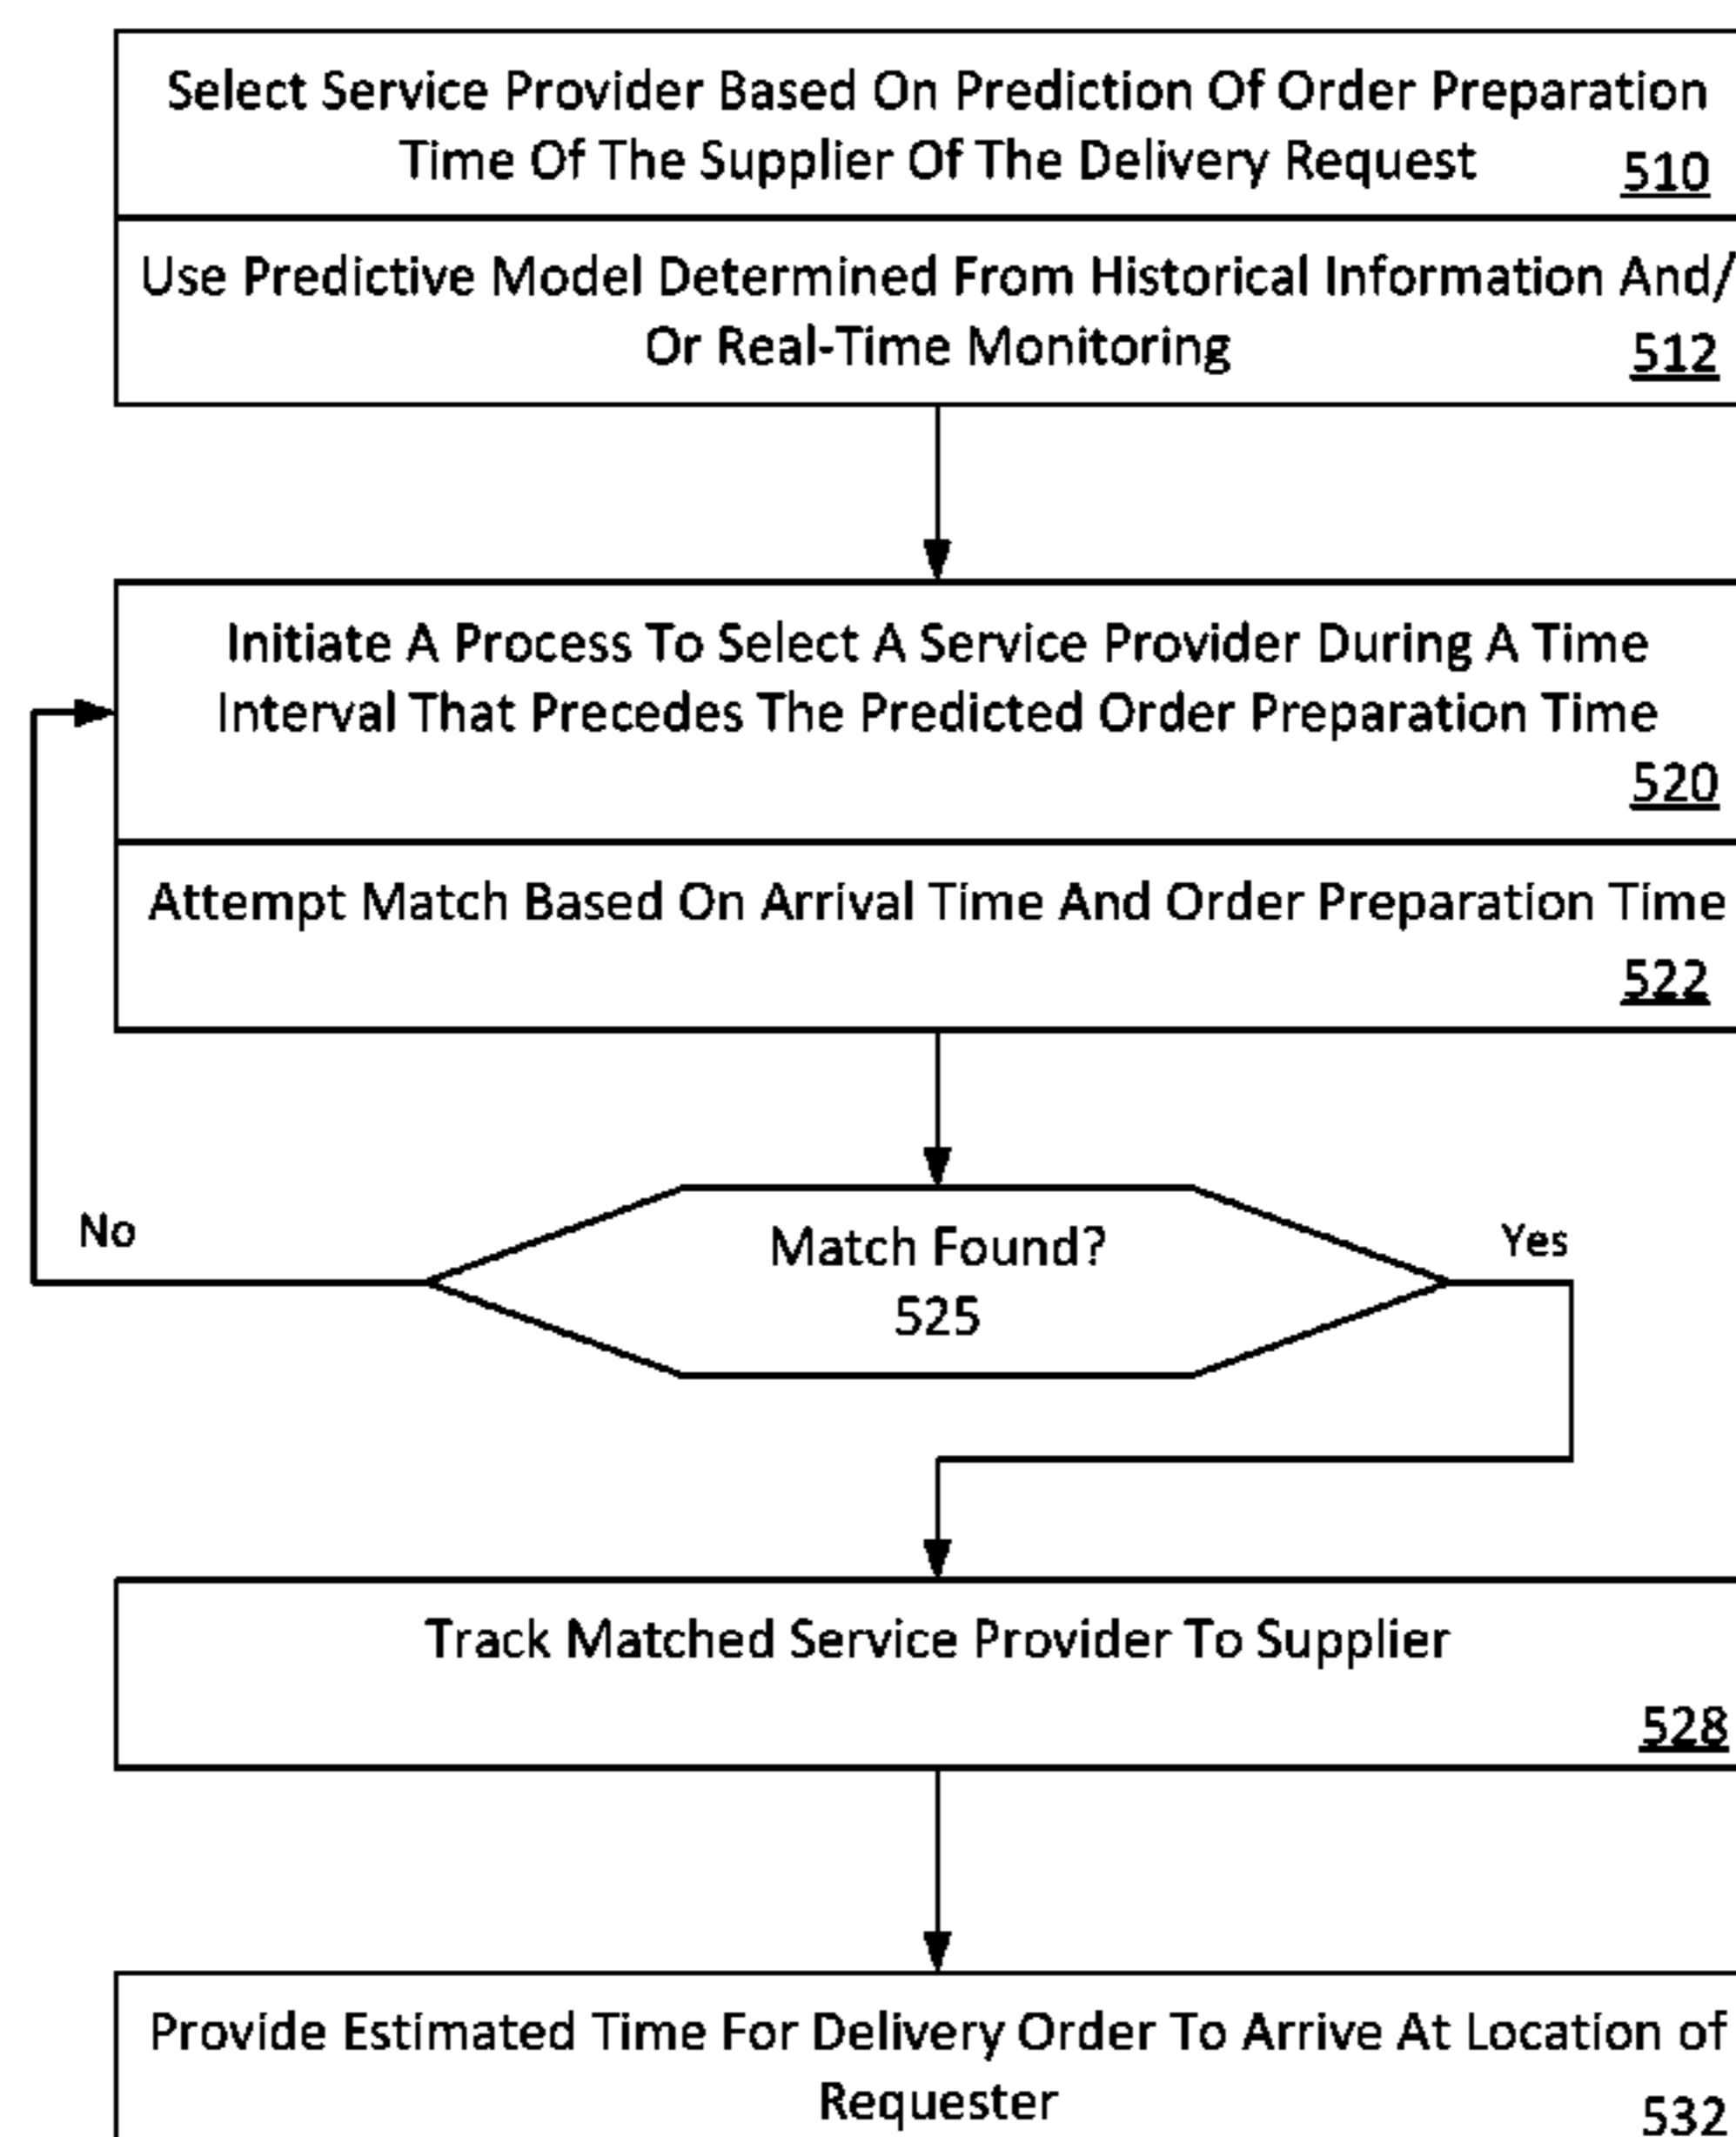 Select Service Provider Based On Prediction Of Order Preparation
Time Of The Supplier Of The Delivery Request
510
Use Predictive Model Determined From Historical Information And/
Or Real-Time Monitoring
512
Initiate A Process To Select A Service Provider During A Time
Interval That Precedes The Predicted Order Preparation Time
520
Attempt Match Based On Arrival Time And Order Preparation Time
522
No
Match Found?
525
Yes
Track Matched Service Provider To Supplier
528
Provide Estimated Time For Delivery Order To Arrive At Location of
Requester
532